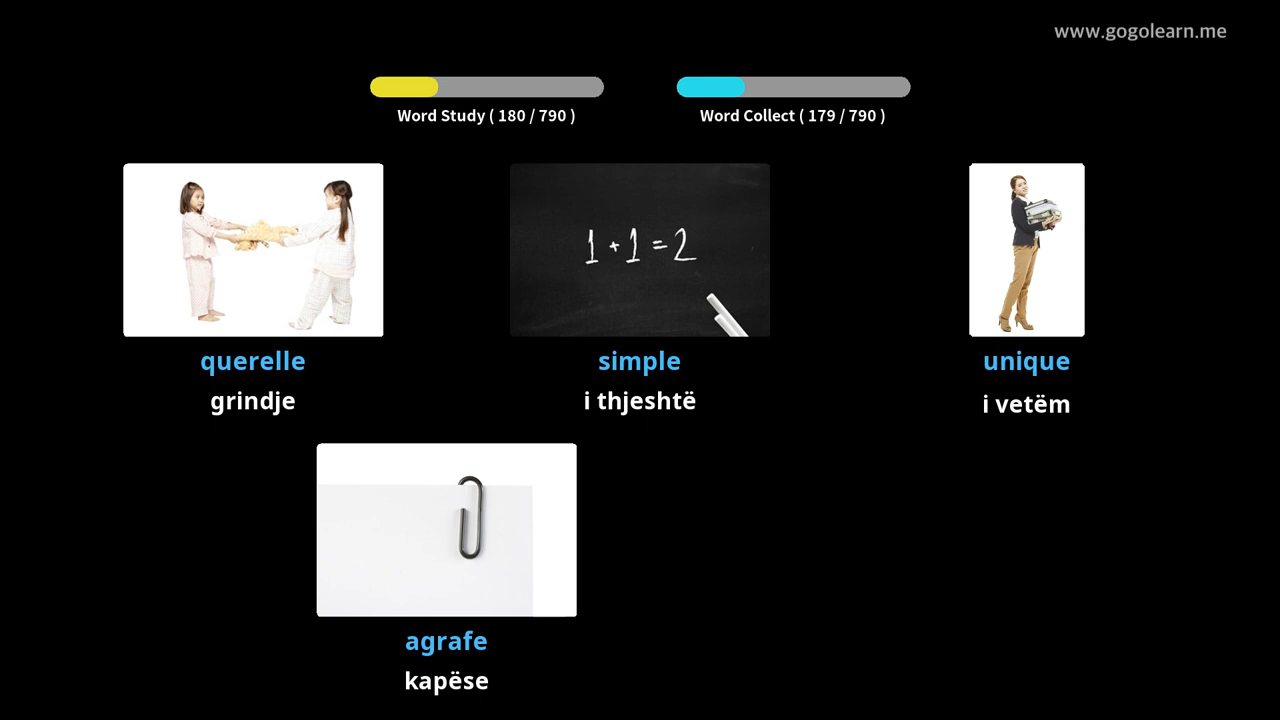 www.gogolearn.me
Word Study ( 180 / 790 )
Word Collect ( 179 / 790 )
1 + 1 = 2
querelle
grindje
simple
i thjeshtë
unique
i vetëm
agrafe
kapëse